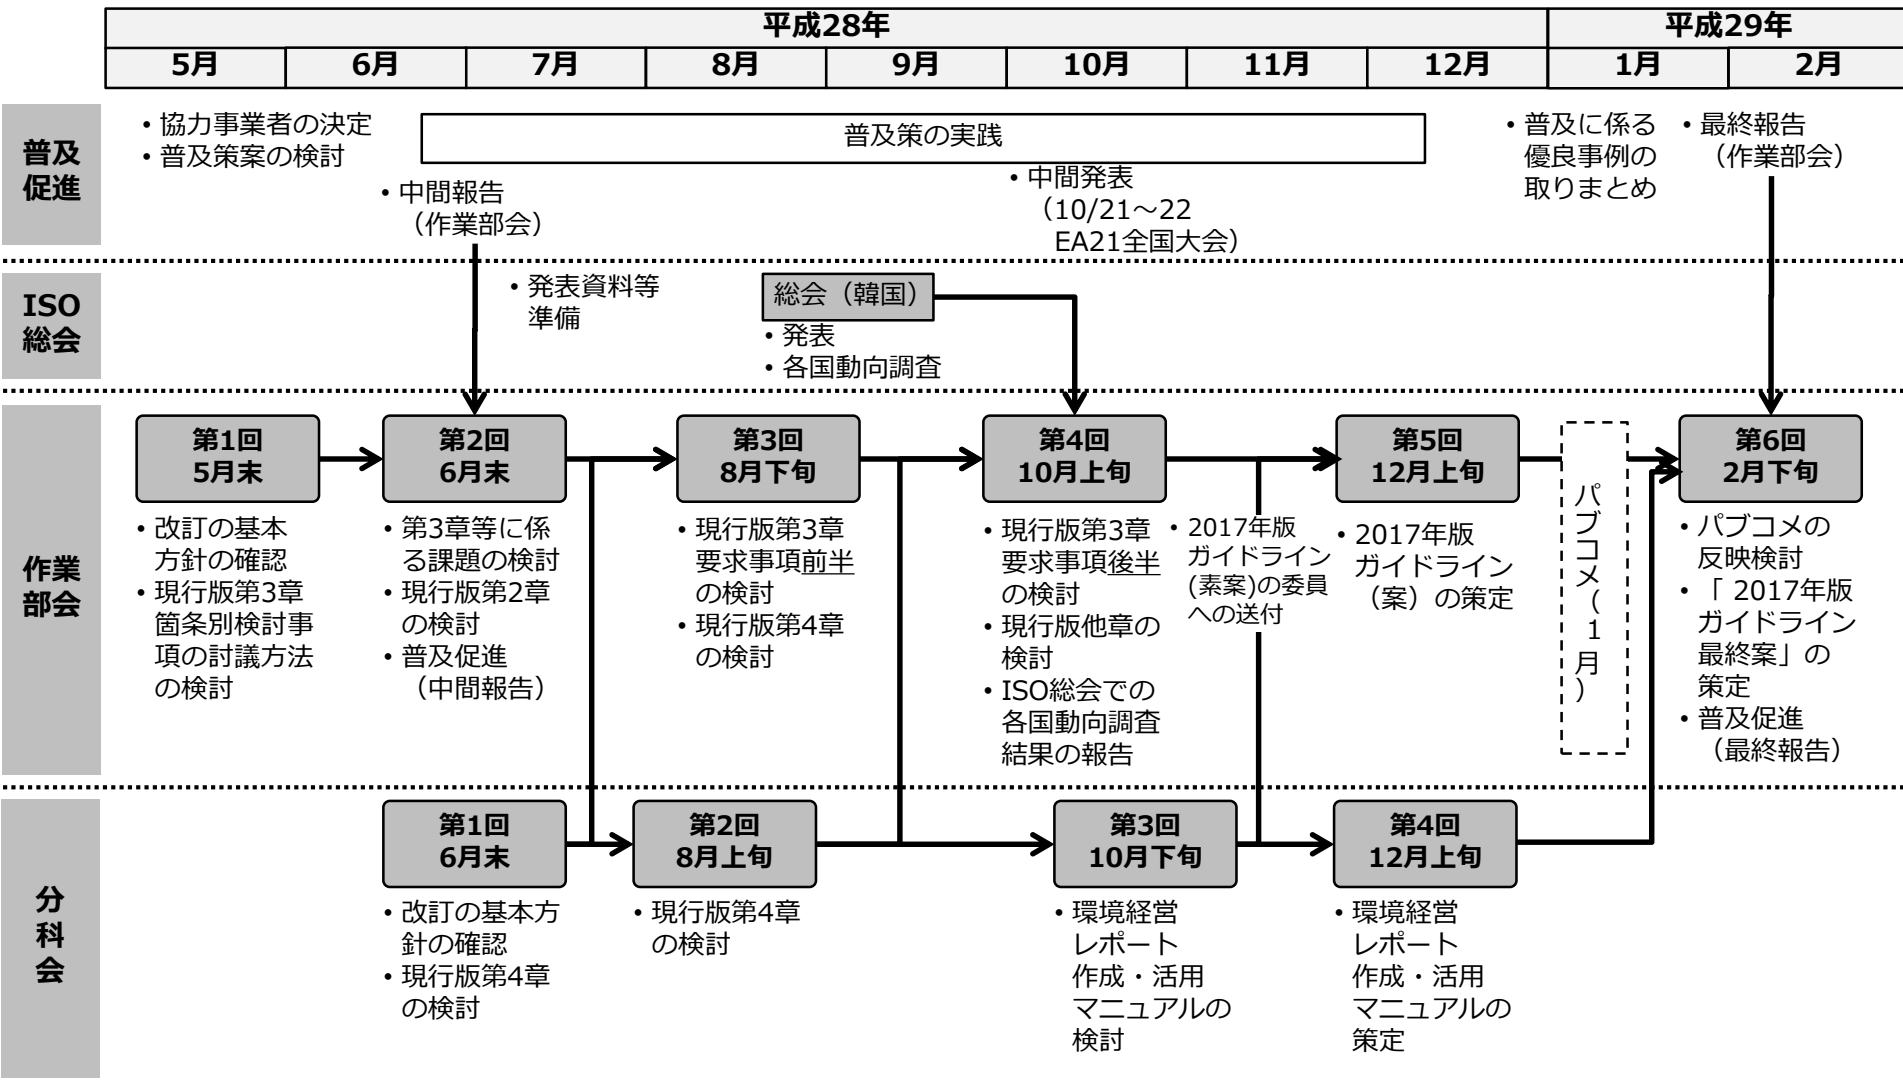 平成28年
平成29年
5月
6月
7月
8月
9月
10月
11月
12月
1月
2月
普及
促進
・協力事業者の決定
・普及策案の検討
普及策の実践
・中間報告
（作業部会）
・中間発表
（10/21～22
EA21全国大会）
・普及に係る
優良事例の
取りまとめ
・最終報告
（作業部会）
ISO
総会
・発表資料等
準備
総会（韓国）
・発表
・各国動向調査
作業
部会
第1回
5月末
・改訂の基本
方針の確認
・現行版第3章
箇条別検討事
項の討議方法
の検討
第2回
6月末
・第3章等に係
る課題の検討
・現行版第2章
の検討
・普及促進
（中間報告）
第3回
8月下旬
・現行版第3章
要求事項前半
の検討
・現行版第4章
の検討
第4回
10月上旬
・現行版第3章
要求事項後半
の検討
・現行版他章の
検討
・ISO総会での
各国動向調査
結果の報告
・2017年版
ガイドライン
(素案)の委員
への送付
第5回
12月上旬
・2017年版
ガイドライン
（案）の策定
パブコメ(1月)
第6回
2月下旬
・パブコメの
反映検討
・「 2017年版
ガイドライン
最終案」の
策定
・普及促進
（最終報告）
分
科
会
第1回
6月末
・改訂の基本方
針の確認
・現行版第4章
の検討
第2回
8月上旬
・現行版第4章
の検討
第3回
10月下旬
・環境経営
レポート
作成・活用
マニュアルの
検討
第4回
12月上旬
・環境経営
レポート
作成・活用
マニュアルの
策定